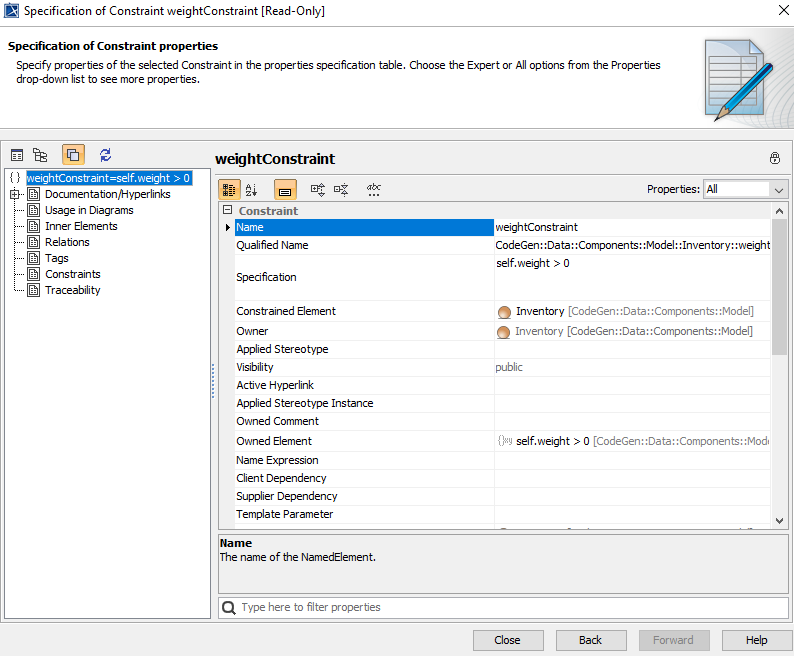 Specification of Constraint weightConstraint [Read-Only]
Specification of Constraint properties
Specify properties of the selected Constraint in the properties specification table. Choose the Expert or All options from the Properties
drop-down list to see more properties.
weightConstraint
{ } weightConstraint=self.weight > 0
Documentation/Hyperlinks
Usage in Diagrams
Inner Elements
Relations
Tags
Constraints
Traceability
Properties: All
Constraint
Name weightConstraint
Qualified Name CodeGen::Data::Components::Model::Inventory::weight
Specification self.weight > 0
Constrained Element Inventory [CodeGen::Data::Components::Model]
Owner Inventory [CodeGen::Data::Components::Model]
Applied Stereotype
Visibility public
Active Hyperlink
Applied Stereotype Instance
Owned Comment
Owned Element self.weight > 0 [CodeGen::Data::Components::Mode
Name Expression
Client Dependency
Supplier Dependency
Template Parameter
Name
The name of the NamedElement.
Type here to filter properties
Close Back Forward Help